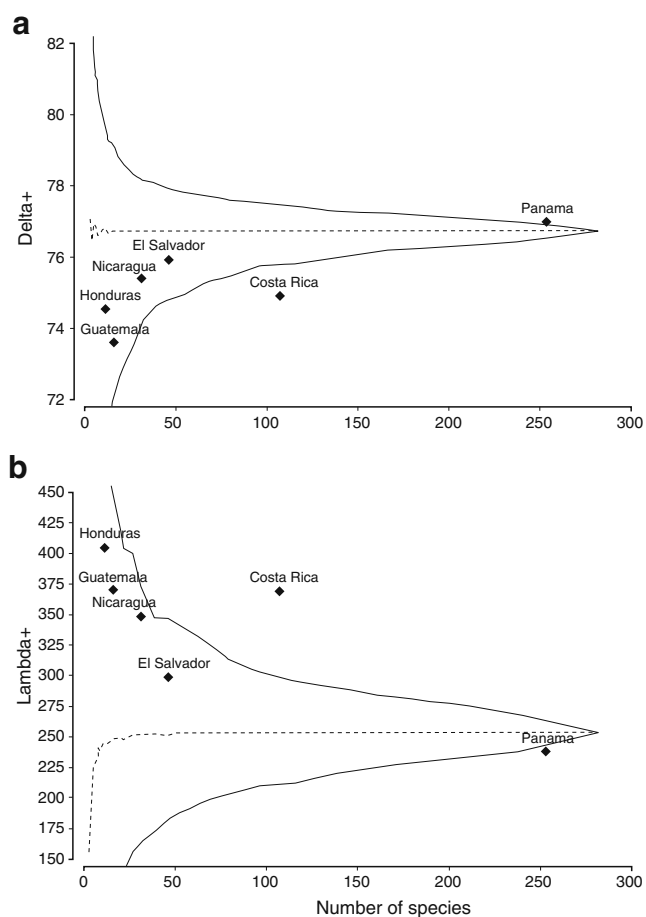 a
82
80
78
76
74
72
Delta+
Panama
El Salvador
Nicaragua
Costa Rica
Honduras
Guatemala
0 50 100 150 200 250 300
b
450
425
400
375
350
325
300
275
250
225
200
175
150
Lambda+
Honduras
Guatemala
Costa Rica
Nicaragua
El Salvador
Panama
0 50 100 150 200 250 300
Number of species